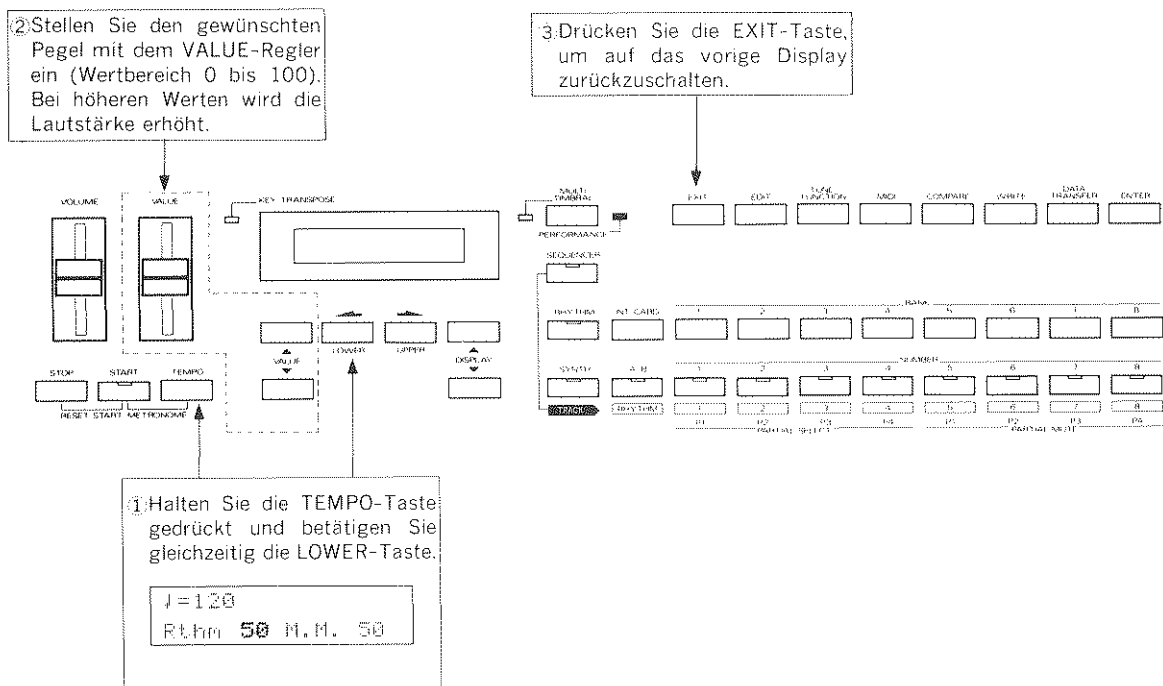 ②Stellen Sie den gewünschten
Pegel mit dem VALUE-Regler
ein (Wertbereich 0 bis 100).
Bei höheren Werten wird die
Lautstärke erhöht.
③Drücken Sie die EXIT-Taste,
um auf das vorige Display
zurückzuschalten.
VOLUME VALUE KEY TRANSPOSE MULTI TIMBRAL EXIT EDIT TUNE FUNCTION MIDI COMPARE WRITE DATA TRANSFER ENTER
PERFORMANCE
SEQUENCER
BANK
RHYTHM INT CARD 1 2 3 4 5 6 7 8
VALUE LOWER UPPER DISPLAY
NUMBER
STOP START TEMPO SYNTH A B 1 2 3 4 5 6 7 8
RESET START METRONOME
TRACK RHYTHM 1 2 3 4 5 6 7 8
P1 P2 P3 P4 P1 P2 P3 P4
PARTIAL SELECT PARTIAL MUTE
①Halten Sie die TEMPO-Taste
gedrückt und betätigen Sie
gleichzeitig die LOWER-Taste.
♩=120
Rthm 50 M.M. 50